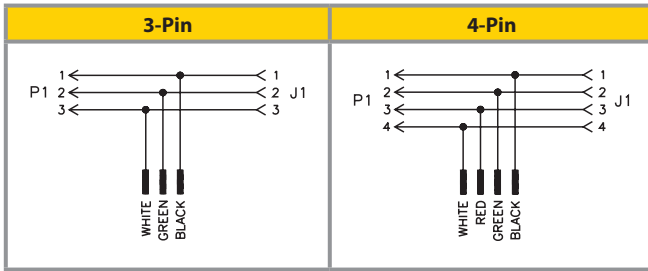 3-Pin 4-Pin
1 1
P1 2 2 J1
3 3
WHITE GREEN BLACK
1 1
P1 2 2 J1
3 3
4 4
WHITE RED GREEN BLACK